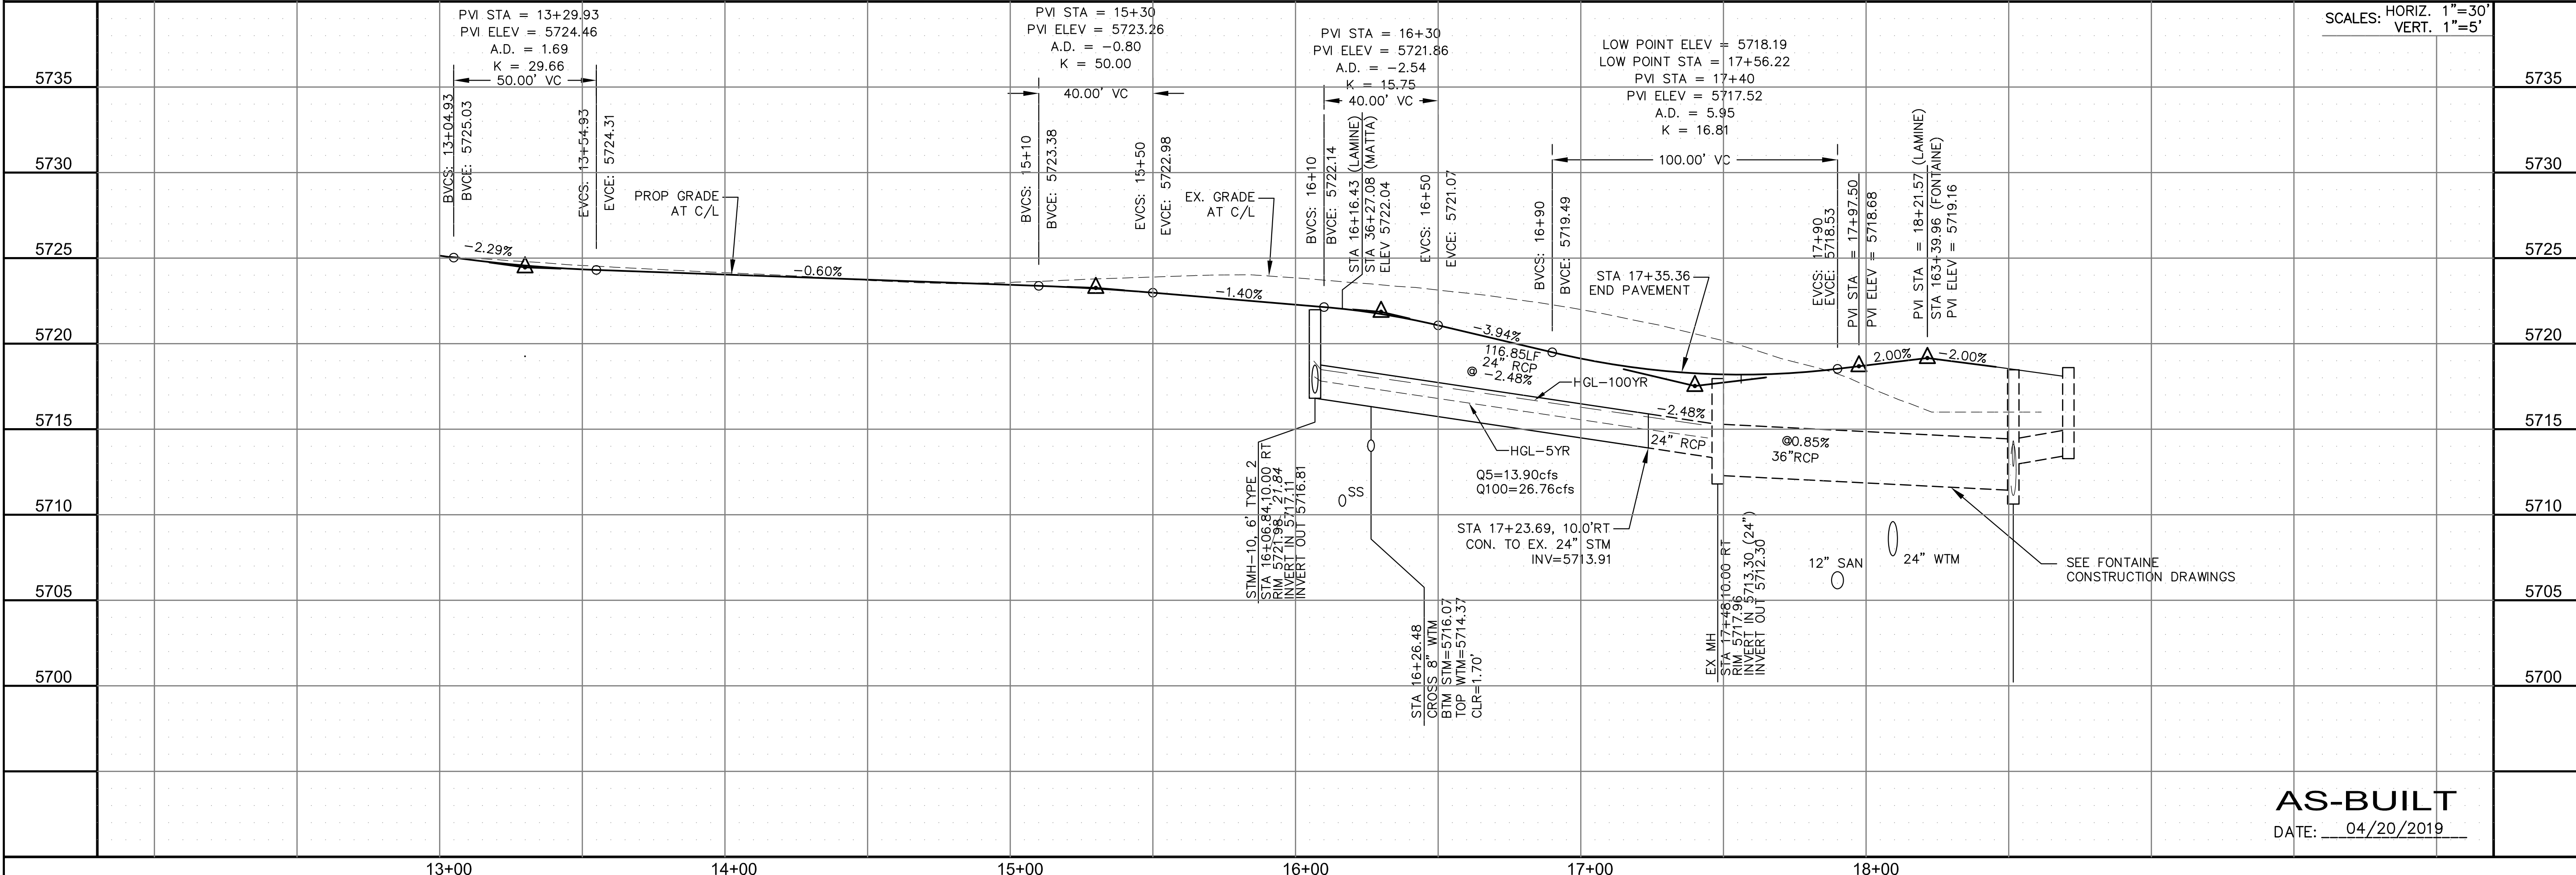 PVI STA = 13+29.93
PVI ELEV = 5724.46
A.D. = 1.69
K = 29.66
50.00' VC
BVCS: 13+04.93
BVCE: 5725.03
EVCS: 13+54.93
EVCE: 5724.31
PVI STA = 15+30
PVI ELEV = 5723.26
A.D. = -0.80
K = 50.00
40.00' VC
BVCS: 15+10
BVCE: 5723.38
EVCS: 15+50
EVCE: 5722.98
PVI STA = 16+30
PVI ELEV = 5721.86
A.D. = -2.54
K = 15.75
40.00' VC
BVCS: 16+10
BVCE: 5722.14
STA 16+16.43 (LAMINE)
STA 36+27.08 (MATTA)
ELEV 5722.04
EVCS: 16+50
EVCE: 5721.07
LOW POINT ELEV = 5718.19
LOW POINT STA = 17+56.22
PVI STA = 17+40
PVI ELEV = 5717.52
A.D. = 5.95
K = 16.81
100.00' VC
BVCS: 16+90
BVCE: 5719.49
EVCS: 17+90
EVCE: 5718.53
PVI STA = 17+97.50
PVI ELEV = 5718.68
PVI STA = 18+21.57 (LAMINE)
STA 163+39.96 (FONTAINE)
PVI ELEV = 5719.16
SCALES: HORIZ. 1"=30'
VERT. 1"=5'
5735
5735
5730
5730
5725
5725
5720
5720
5715
5715
5710
5710
5705
5705
5700
5700
PROP GRADE
AT C/L
EX. GRADE
AT C/L
-2.29%
-0.60%
-1.40%
-3.94%
2.00%
-2.00%
STA 17+35.36
END PAVEMENT
116.85LF
24" RCP
@ -2.48%
HGL-100YR
-2.48%
24" RCP
HGL-5YR
Q5=13.90cfs
Q100=26.76cfs
@0.85%
36"RCP
STMH-10, 6' TYPE 2
STA 16+06.84,10.00 RT
RIM 5721.98 21.84
INVERT IN 5717.11
INVERT OUT 5716.81
SS
STA 16+26.48
CROSS 8" WTM
BTM STM=5716.07
TOP WTM=5714.37
CLR=1.70'
STA 17+23.69, 10.0'RT
CON. TO EX. 24" STM
INV=5713.91
EX MH
STA 17+48,10.00 RT
RIM 5717.96
INVERT IN 5713.30 (24")
INVERT OUT 5712.30
12" SAN
24" WTM
SEE FONTAINE
CONSTRUCTION DRAWINGS
AS-BUILT
DATE: 04/20/2019
13+00
14+00
15+00
16+00
17+00
18+00